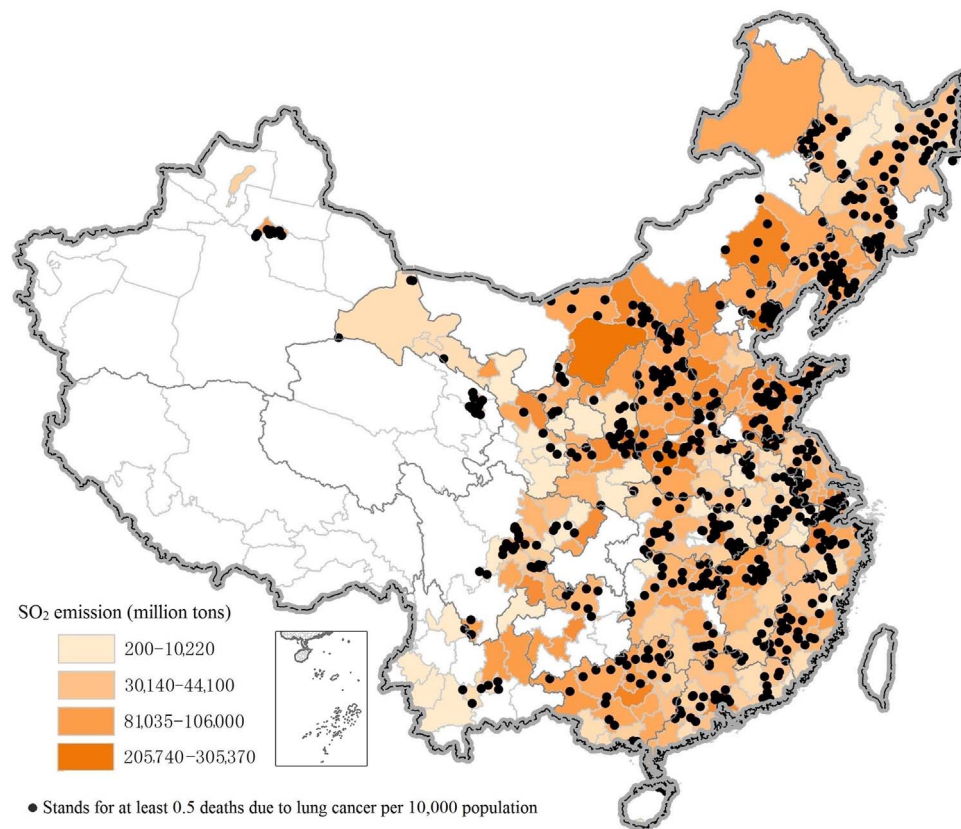 SO₂ emission (million tons)
200–10,220
30,140–44,100
81,035–106,000
205,740–305,370
● Stands for at least 0.5 deaths due to lung cancer per 10,000 population